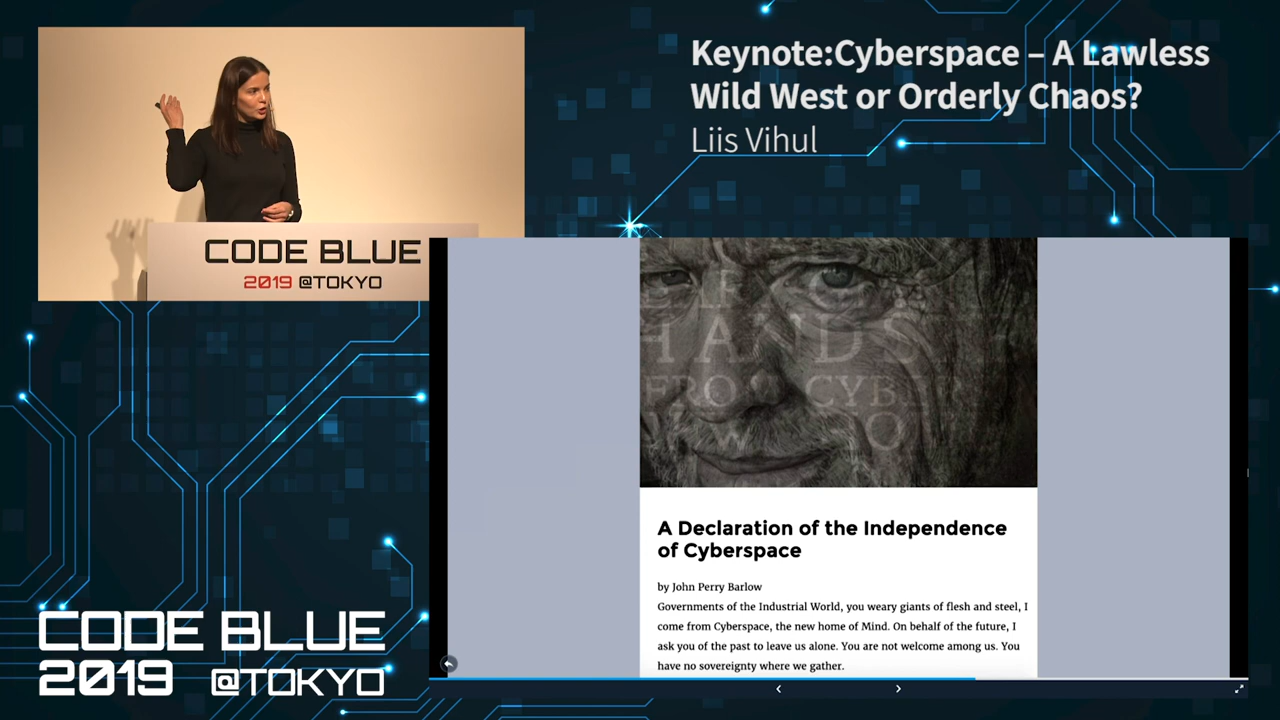 Keynote:Cyberspace – A Lawless
Wild West or Orderly Chaos?
Liis Vihul
CODE BLUE
2019 @TOKYO
HANDS
FROM CYBER
A Declaration of the Independence
of Cyberspace
by John Perry Barlow
Governments of the Industrial World, you weary giants of flesh and steel, I
come from Cyberspace, the new home of Mind. On behalf of the future, I
ask you of the past to leave us alone. You are not welcome among us. You
have no sovereignty where we gather.
CODE BLUE
2019 @TOKYO